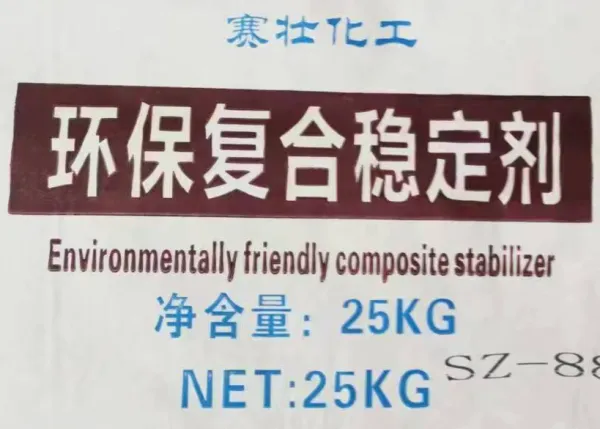 赛壮化工
环保复合稳定剂
Environmentally friendly composite stabilizer
净含量：25KG
NET:25KG